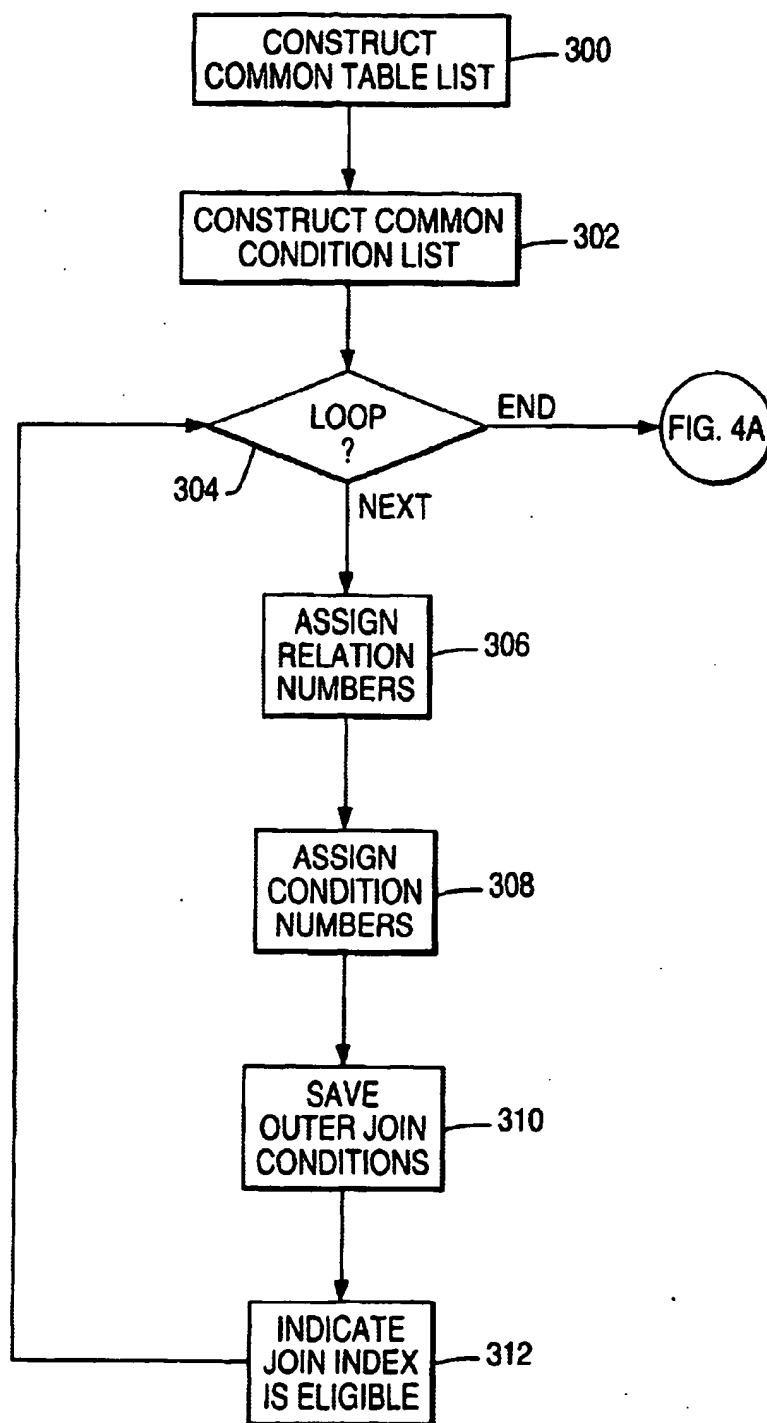 CONSTRUCT
COMMON TABLE LIST
300
CONSTRUCT COMMON
CONDITION LIST
302
LOOP
?
END
FIG. 4A
304
NEXT
ASSIGN
RELATION
NUMBERS
306
ASSIGN
CONDITION
NUMBERS
308
SAVE
OUTER JOIN
CONDITIONS
310
INDICATE
JOIN INDEX
IS ELIGIBLE
312